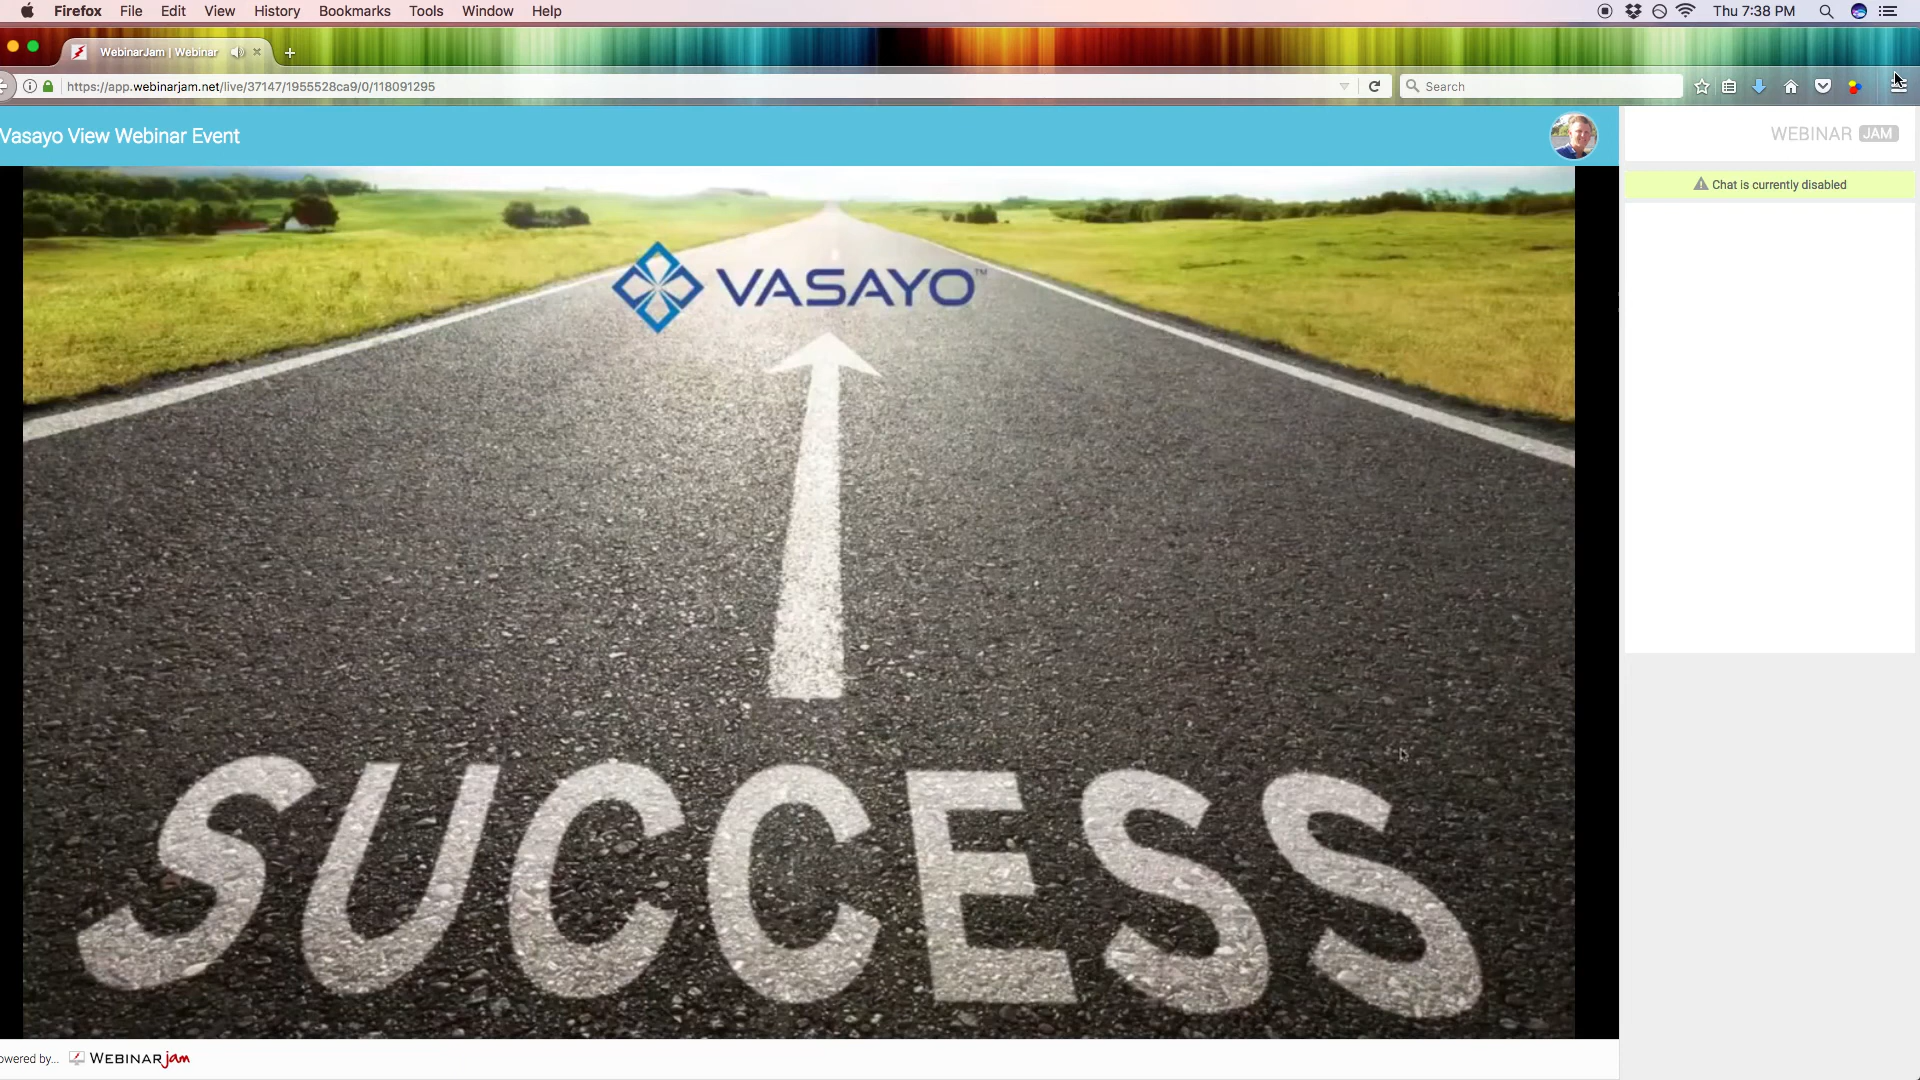 Firefox File Edit View History Bookmarks Tools Window Help Thu 7:38 PM
WebinarJam | Webinar
https://app.webinarjam.net/live/37147/1955528ca9/0/118091295 Search
Vasayo View Webinar Event
WEBINAR JAM
Chat is currently disabled
VASAYO™
SUCCESS
owered by... WEBINARjam